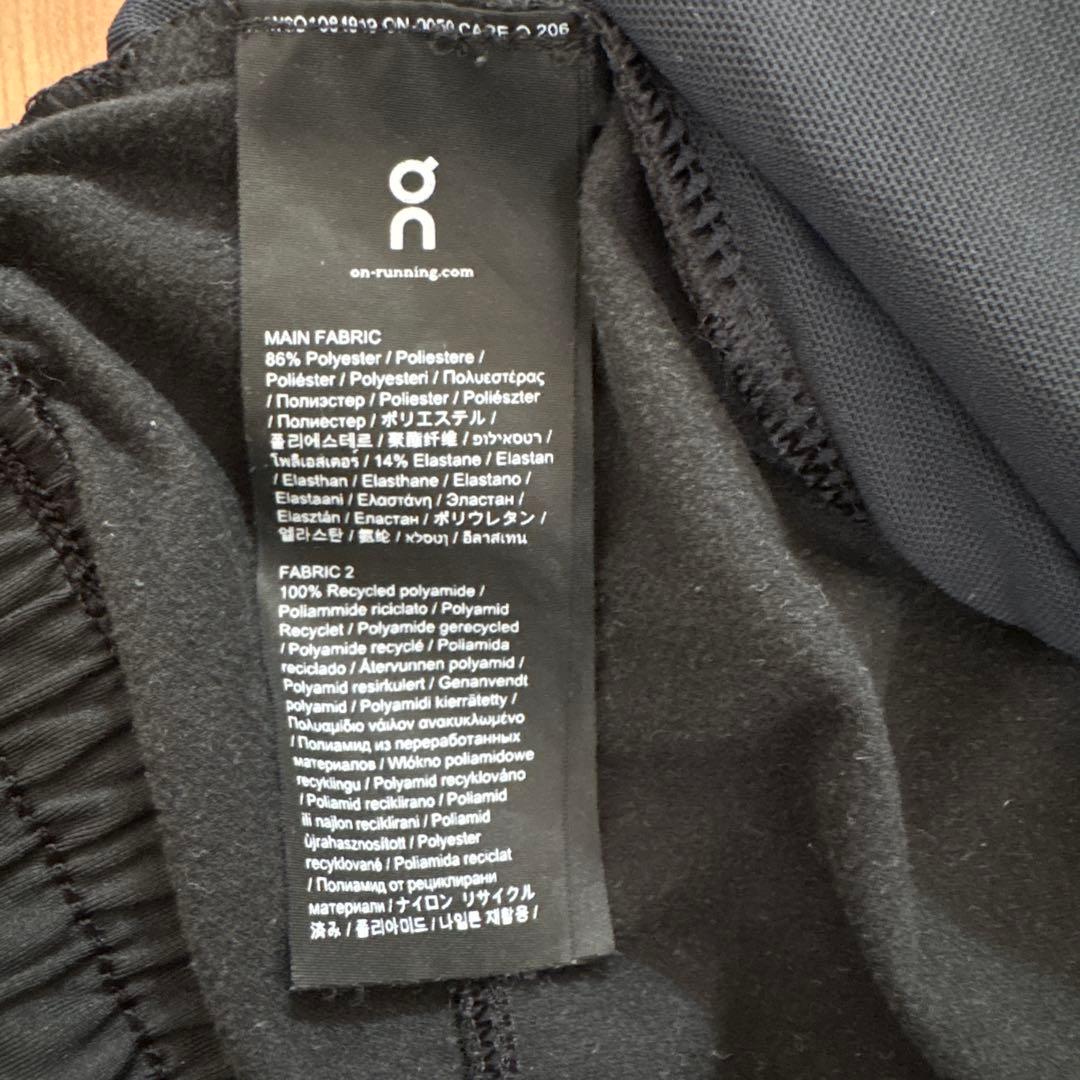 206
on
on-running.com
MAIN FABRIC
86% Polyester / Poliestere /
Poliéster / Polyesteri / Πολυεστέρας
/ Полиэстер / Poliester / Poliészter
/ Полиестер / ポリエステル /
폴리에스테르 / 聚酯纤维 / פוליאסטר /
โพลีเอสเตอร์ / 14% Elastane / Elastan
/ Elasthan / Elasthane / Elastano /
Elastaani / Ελαστάνη / Эластан /
Elasztán / Еластан / ポリウレタン /
엘라스탄 / 氨纶 / אלסטן / อีลาสเทน
FABRIC 2
100% Recycled polyamide /
Poliammide riciclato / Polyamid
Recyclet / Polyamide gerecycled
/ Polyamide recyclé / Poliamida
reciclado / Återvunnen polyamid /
Polyamid resirkulert / Genanvendt
polyamid / Polyamidi kierrätetty /
Πολυαμίδιο νάιλον ανακυκλωμένο
/ Полиамид из переработанных
материалов / Włókno poliamidowe
recyklingu / Polyamid recyklováno
/ Poliamid reciklirano / Poliamid
ili najlon reciklirani / Poliamid
újrahasznosított / Polyester
recyklované / Poliamida reciclat
/ Полиамид от рециклирани
материали / ナイロン リサイクル
済み / 폴리아미드 / 나일론 재활용 /